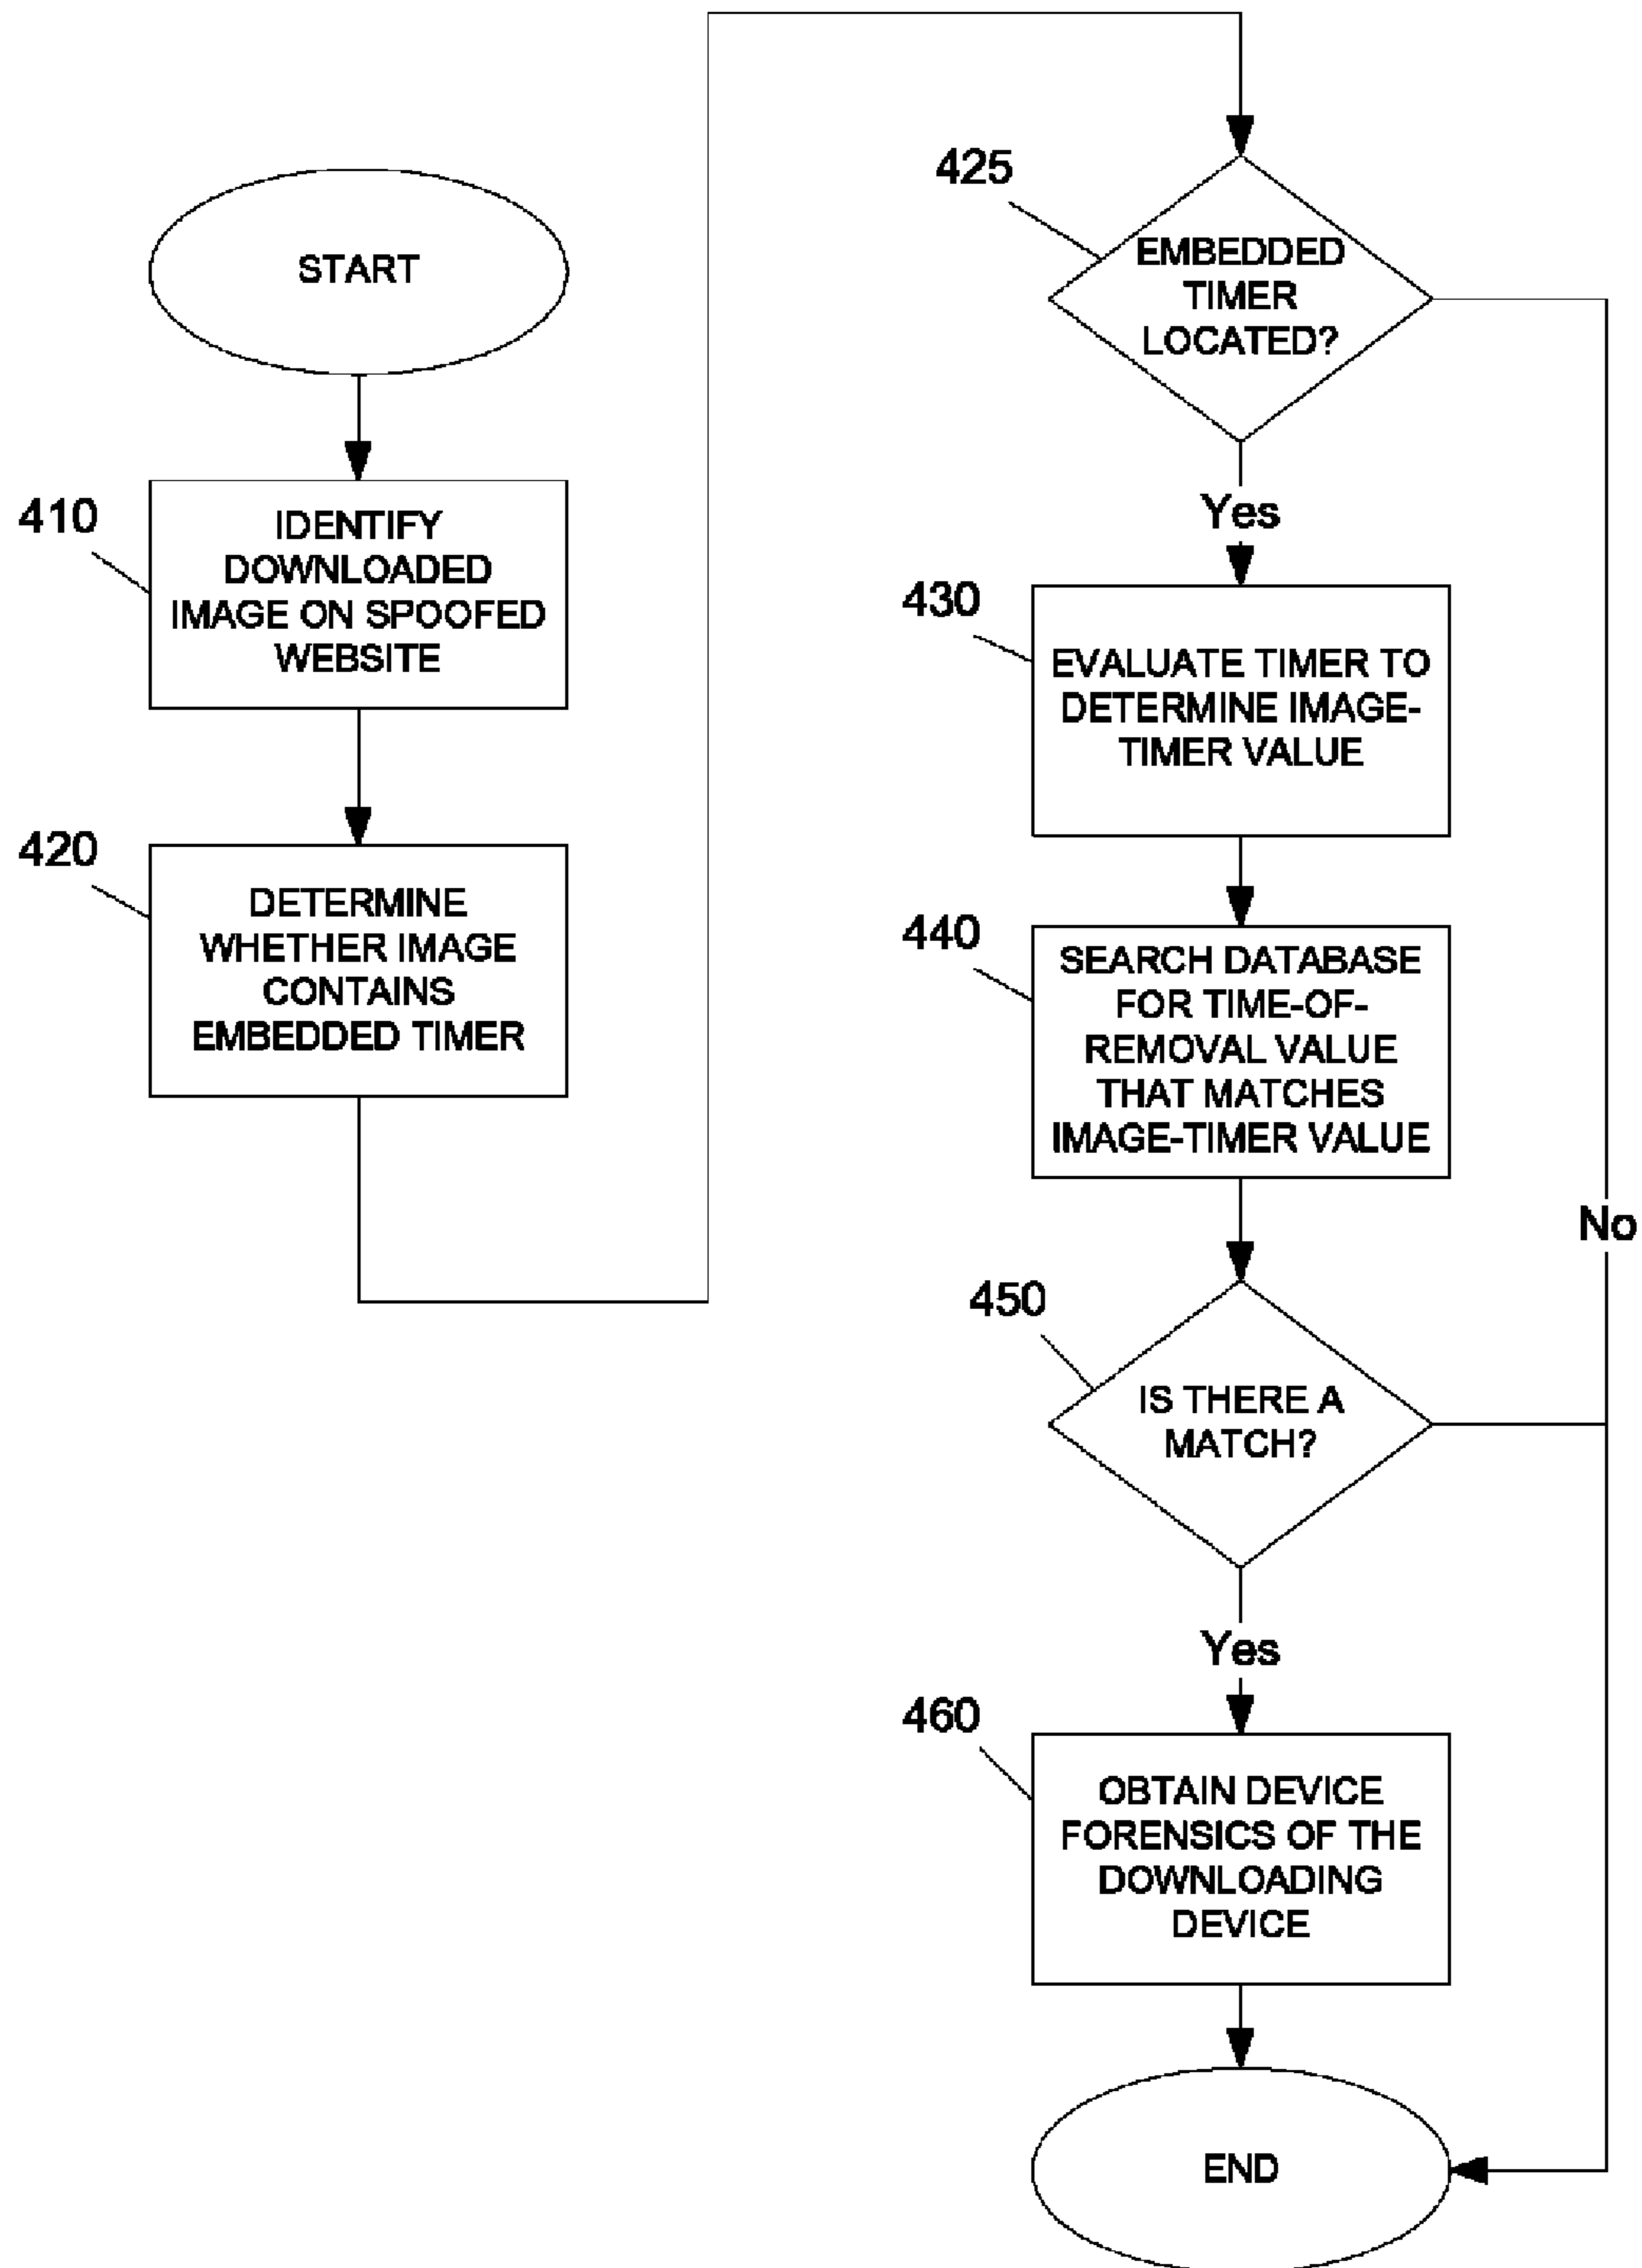 START
410
IDENTIFY
DOWNLOADED
IMAGE ON SPOOFED
WEBSITE
420
DETERMINE
WHETHER IMAGE
CONTAINS
EMBEDDED TIMER
425
EMBEDDED
TIMER
LOCATED?
Yes
430
EVALUATE TIMER TO
DETERMINE IMAGE-
TIMER VALUE
440
SEARCH DATABASE
FOR TIME-OF-
REMOVAL VALUE
THAT MATCHES
IMAGE-TIMER VALUE
No
450
IS THERE A
MATCH?
Yes
460
OBTAIN DEVICE
FORENSICS OF THE
DOWNLOADING
DEVICE
END